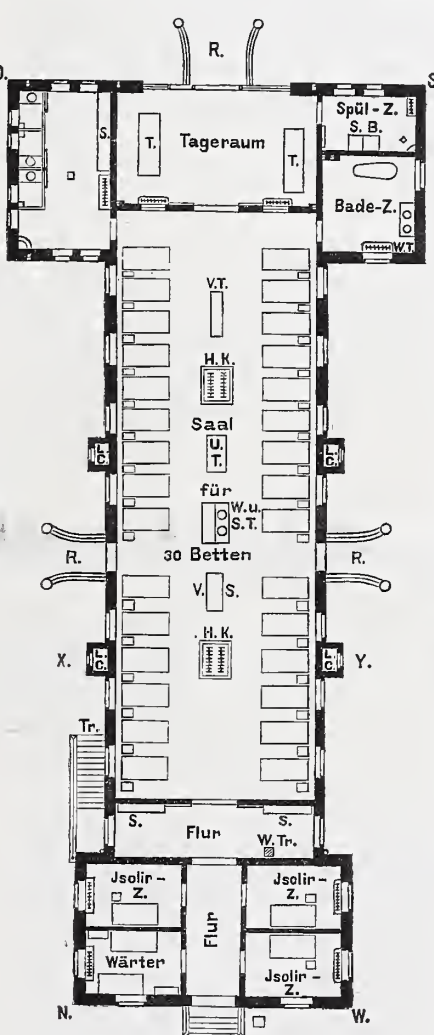 R.
O.
S.
Spül-Z.
S. B.
S.
T.
Tageraum
T.
Bade-Z.
W.T.
V.T.
H.K.
Saal
U.
T.
L.
C.
L.
C.
für
W.u.
S.T.
R.
30 Betten
R.
V. S.
H.K.
X.
L.
C.
L.
C.
Y.
Tr.
S.
Flur
S.
W.Tr.
Jsolir-
Z.
Jsolir-
Z.
Flur
Wärter
Jsolir-
Z.
N.
W.